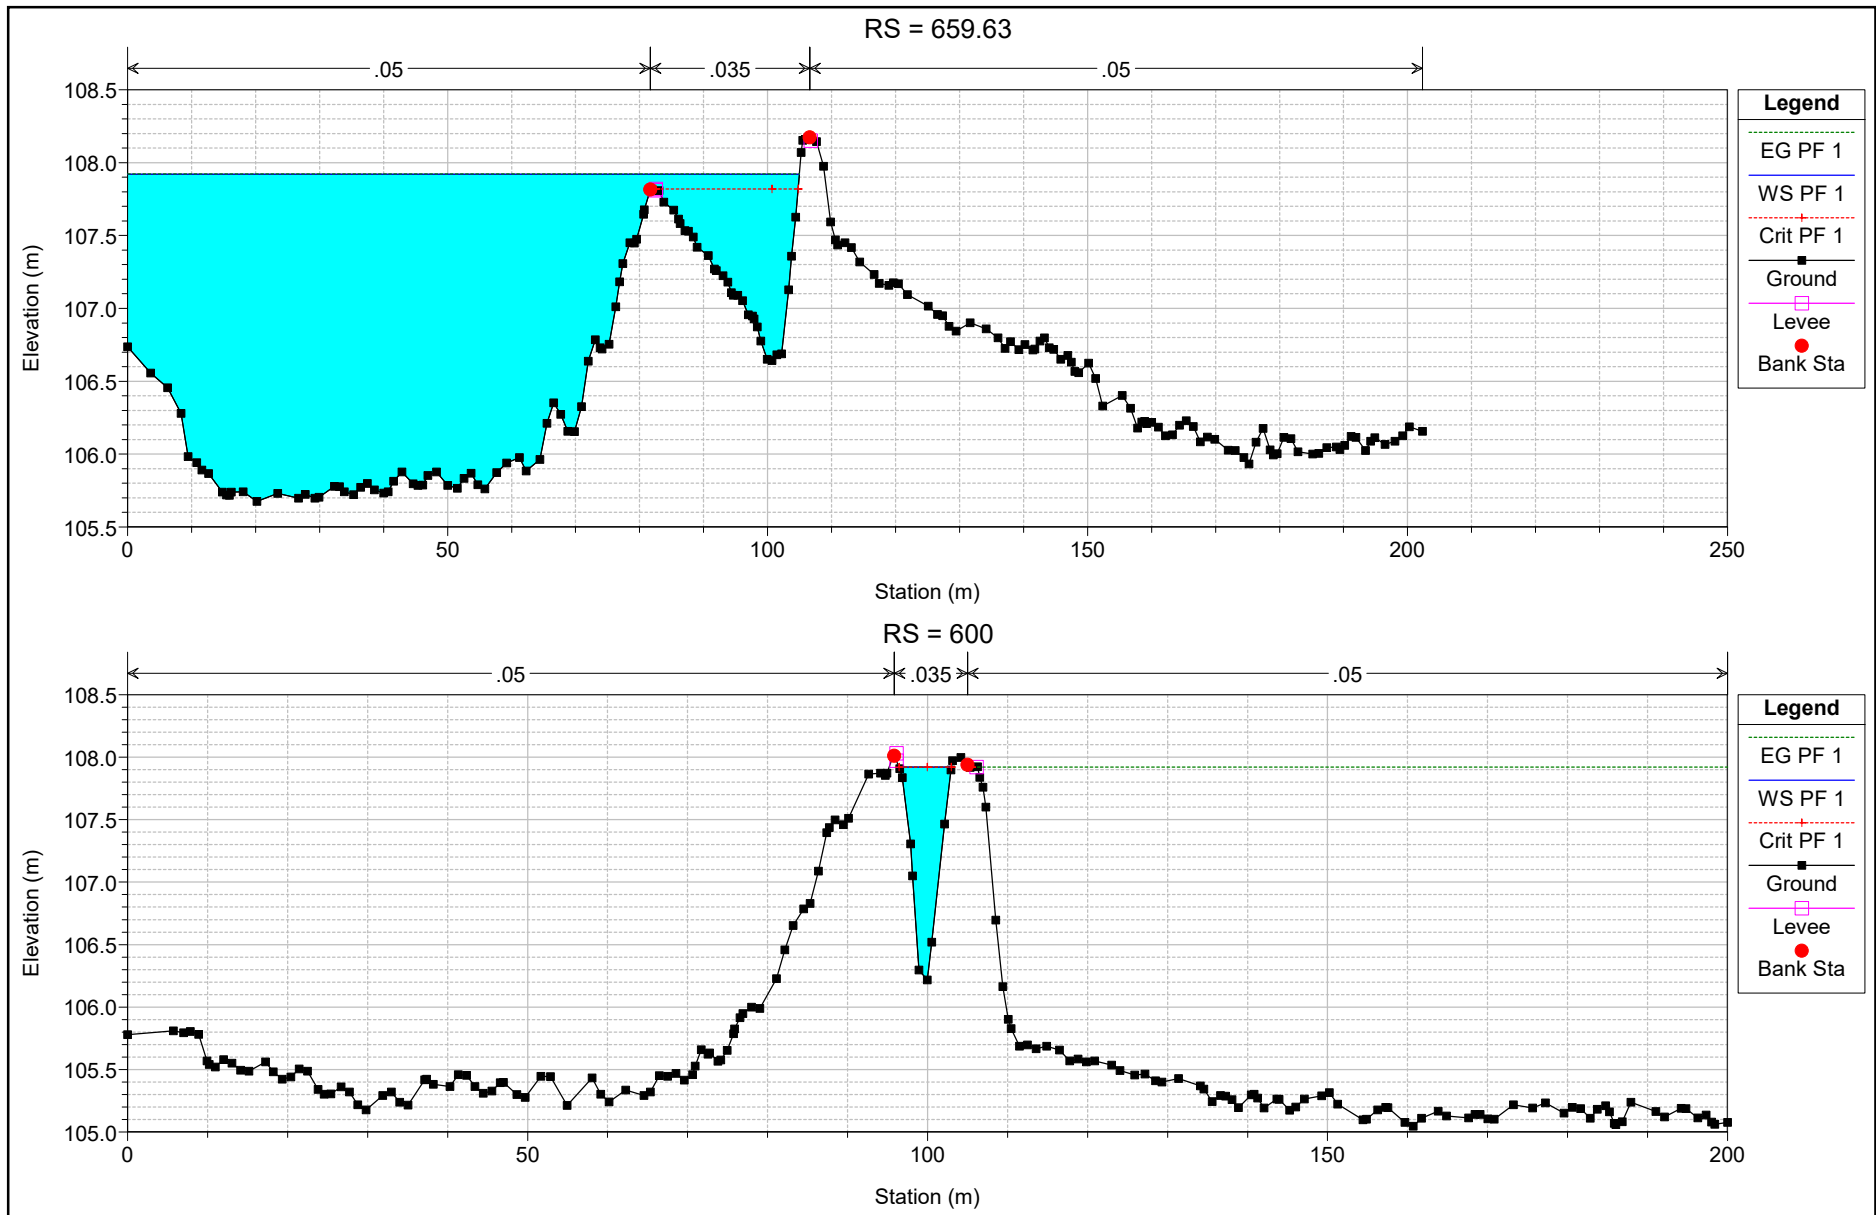 RS = 659.63
.05 .035 .05
108.5
108.0
107.5
107.0
106.5
106.0
105.5
Elevation (m)
0 50 100 150 200 250
Station (m)
Legend
EG PF 1
WS PF 1
Crit PF 1
Ground
Levee
Bank Sta
RS = 600
.05 .035 .05
108.5
108.0
107.5
107.0
106.5
106.0
105.5
105.0
Elevation (m)
0 50 100 150 200
Station (m)
Legend
EG PF 1
WS PF 1
Crit PF 1
Ground
Levee
Bank Sta